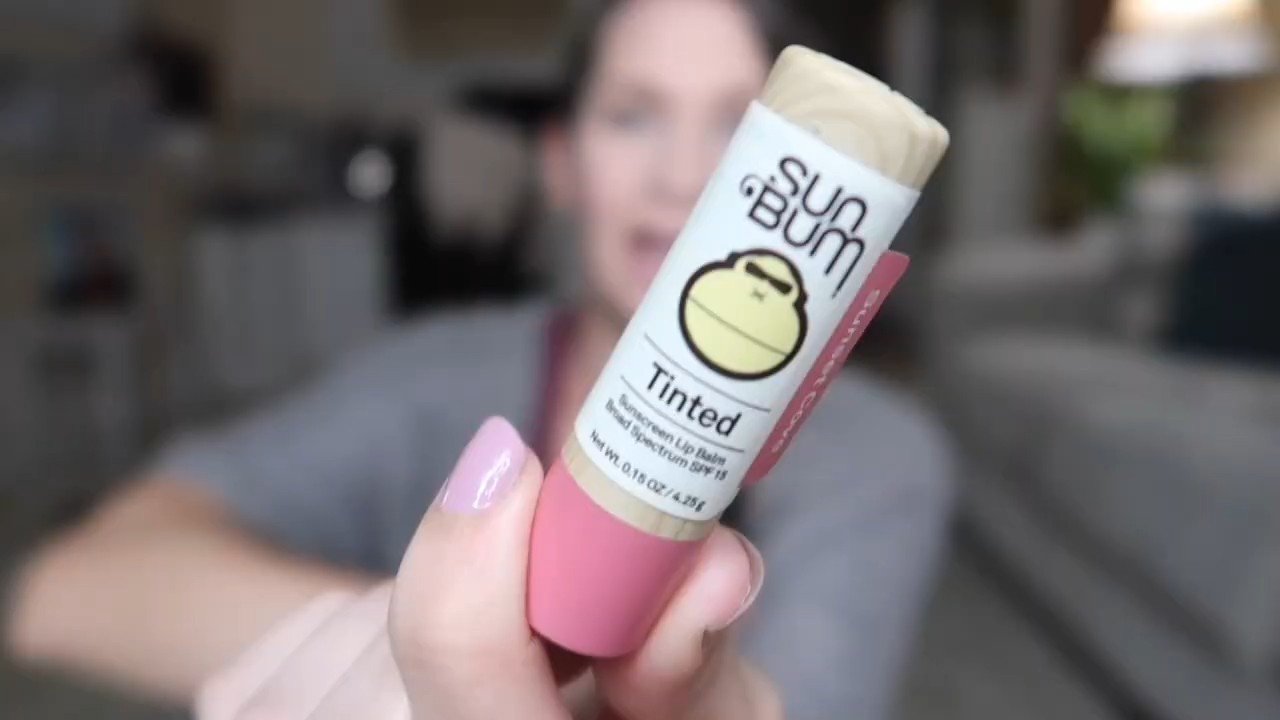 SUN
BUM
Tinted
Sunscreen Lip Balm
Broad Spectrum SPF 15
Net Wt. 0.15 OZ / 4.25g
Sunset Cove